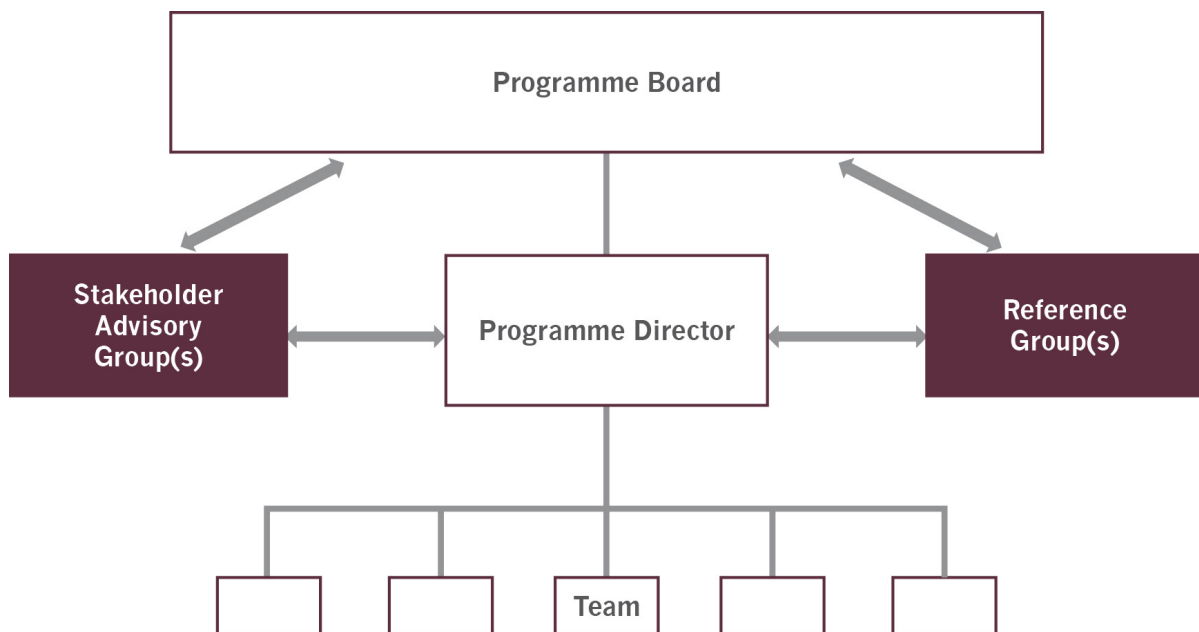 Programme Board
Stakeholder
Advisory
Group(s)
Programme Director
Reference
Group(s)
Team